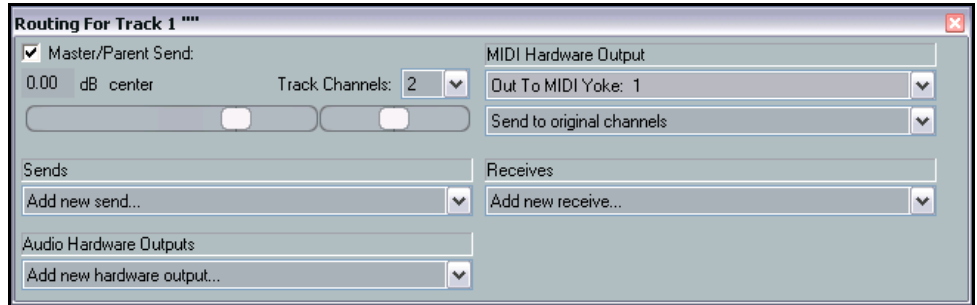 Routing For Track 1 ""
Master/Parent Send:
0.00 dB center Track Channels: 2
MIDI Hardware Output
Out To MIDI Yoke: 1
Send to original channels
Sends
Add new send...
Receives
Add new receive...
Audio Hardware Outputs
Add new hardware output...